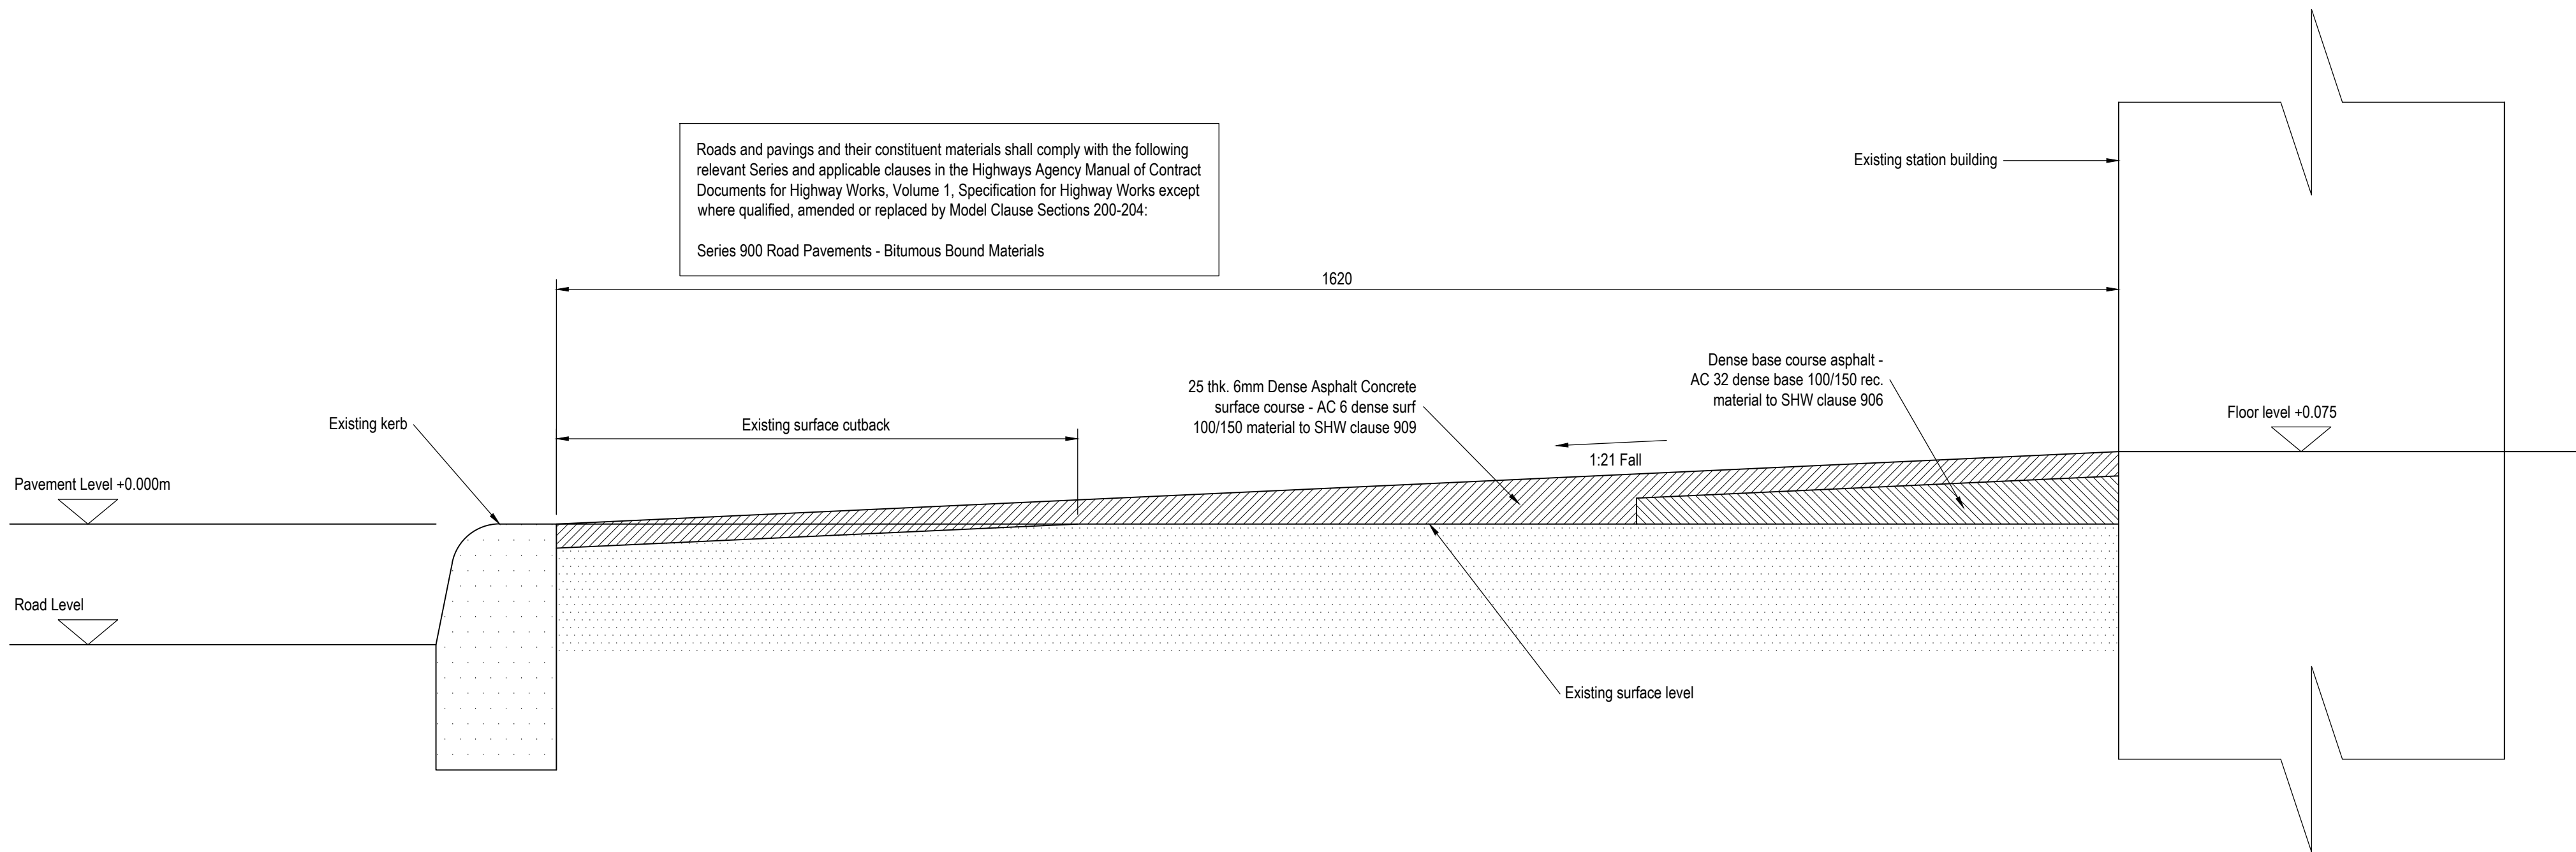 Roads and pavings and their constituent materials shall comply with the following
relevant Series and applicable clauses in the Highways Agency Manual of Contract
Documents for Highway Works, Volume 1, Specification for Highway Works except
where qualified, amended or replaced by Model Clause Sections 200-204:
Series 900 Road Pavements - Bitumous Bound Materials
Existing station building
1620
Dense base course asphalt -
AC 32 dense base 100/150 rec.
material to SHW clause 906
25 thk. 6mm Dense Asphalt Concrete
surface course - AC 6 dense surf
100/150 material to SHW clause 909
Existing kerb
Existing surface cutback
Floor level +0.075
1:21 Fall
Pavement Level +0.000m
Road Level
Existing surface level